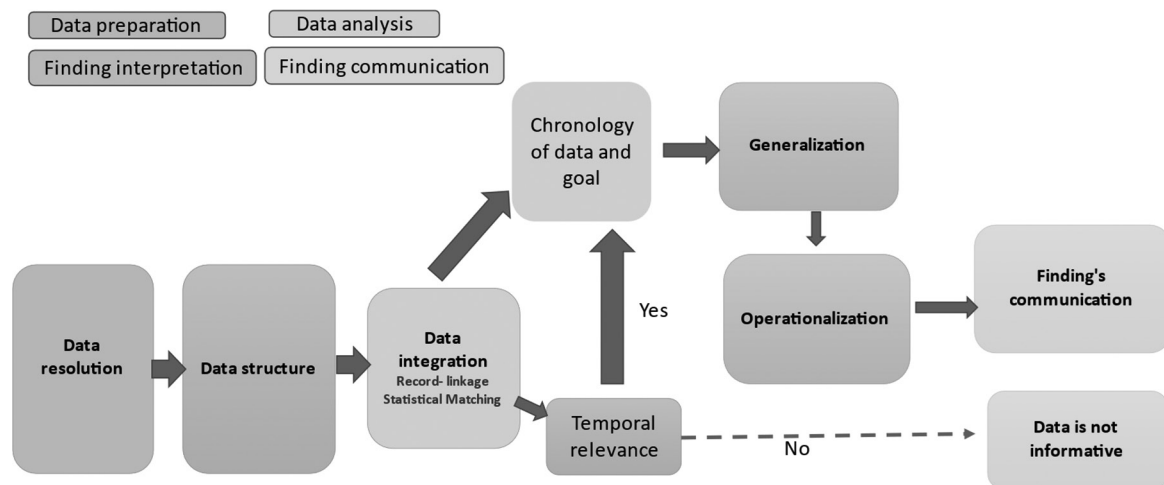 Data preparation
Data analysis
Finding interpretation
Finding communication
Chronology
of data and
goal
Generalization
Data
resolution
Data structure
Data
integration
Record- linkage
Statistical Matching
Yes
Operationalization
Finding's
communication
Temporal
relevance
No
Data is not
informative